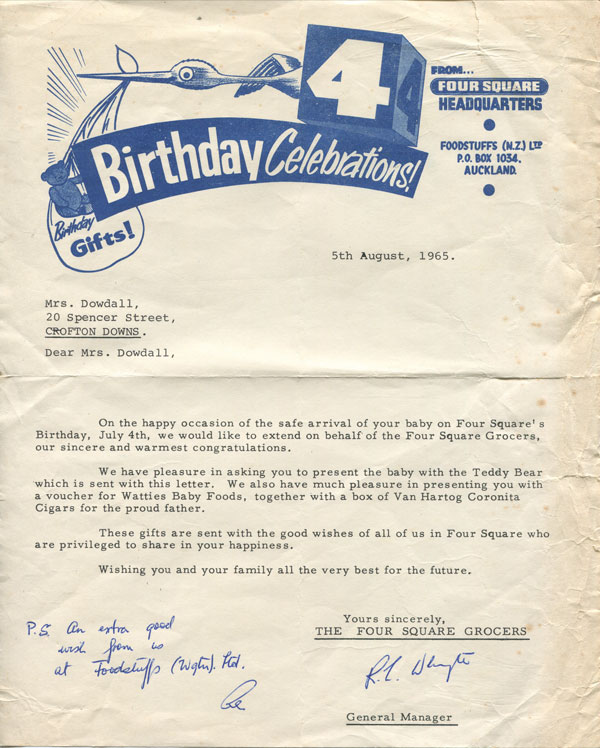 4 4
Birthday Celebrations!
Birthday
Gifts!
FROM...
FOUR SQUARE
HEADQUARTERS
FOODSTUFFS (N.Z.) LTD
P.O. BOX 1034,
AUCKLAND.
5th August, 1965.
Mrs. Dowdall,
20 Spencer Street,
CROFTON DOWNS.
Dear Mrs. Dowdall,
On the happy occasion of the safe arrival of your baby on Four Square's
Birthday, July 4th, we would like to extend on behalf of the Four Square Grocers,
our sincere and warmest congratulations.
We have pleasure in asking you to present the baby with the Teddy Bear
which is sent with this letter. We also have much pleasure in presenting you with
a voucher for Watties Baby Foods, together with a box of Van Hartog Coronita
Cigars for the proud father.
These gifts are sent with the good wishes of all of us in Four Square who
are privileged to share in your happiness.
Wishing you and your family all the very best for the future.
Yours sincerely,
THE FOUR SQUARE GROCERS
General Manager
P.S. An extra good
wish from us
at Foodstuffs (Wgtn). Ltd.